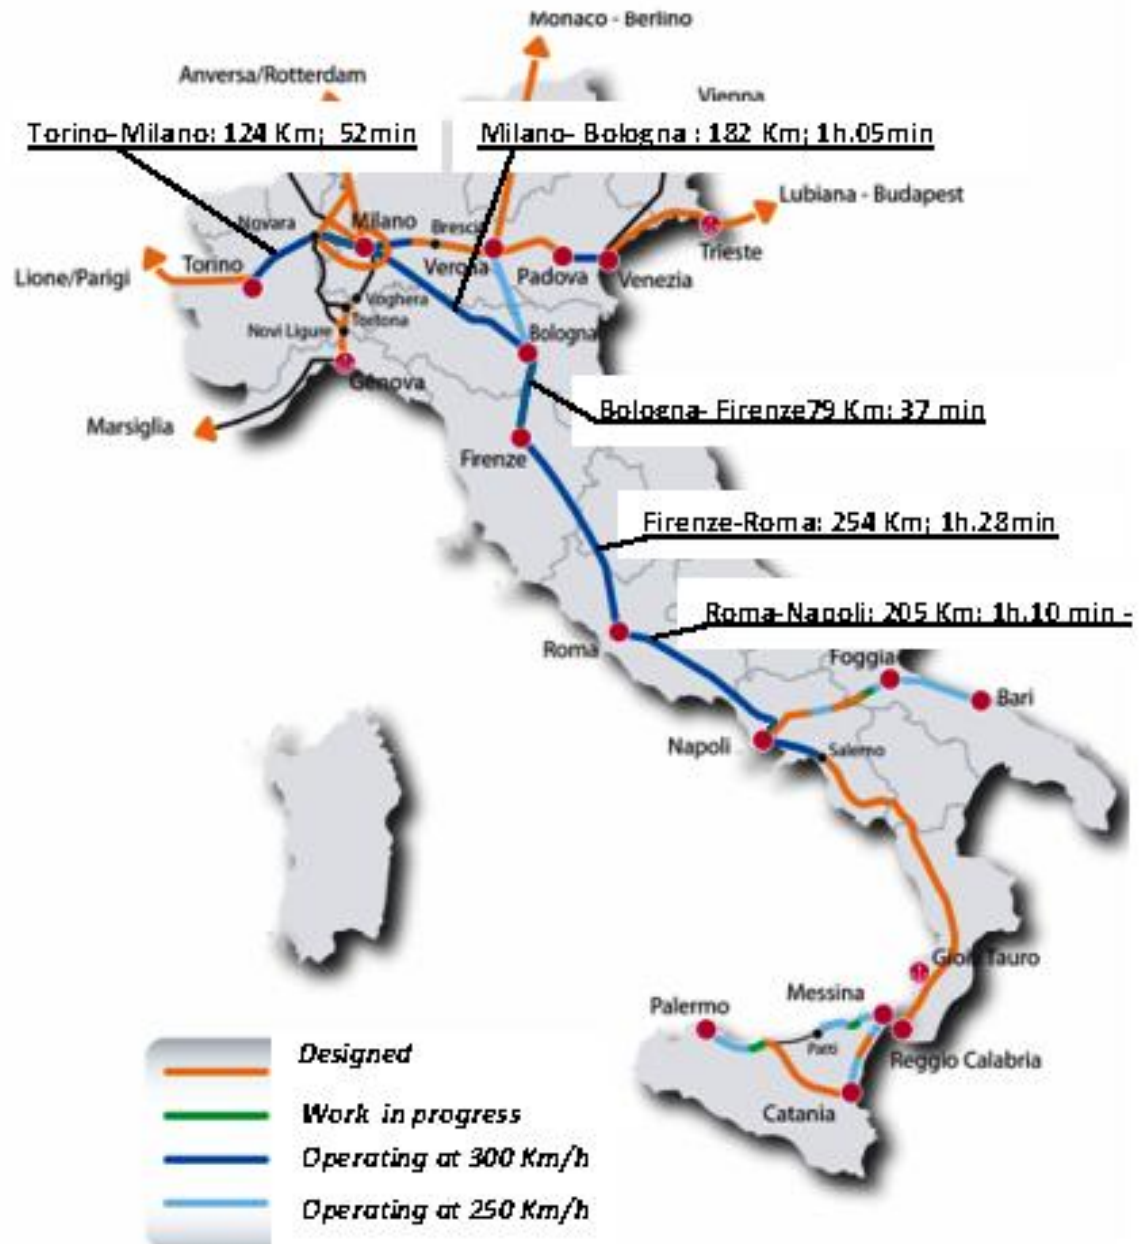 Monaco - Berlino
Anversa/Rotterdam
Vienna
Torino-Milano: 124 Km; 52min
Milano- Bologna : 182 Km; 1h.05min
Lubiana - Budapest
Novara
Milano
Brescia
Verona
Padova
Venezia
Trieste
Torino
Lione/Parigi
Voghera
Tortona
Novi Ligure
Bologna
Genova
Bologna- Firenze79 Km: 37 min
Marsiglia
Firenze
Firenze-Roma: 254 Km; 1h.28min
Roma-Napoli: 205 Km: 1h.10 min -
Roma
Foggia
Bari
Napoli
Salerno
Gioia Tauro
Messina
Palermo
Patti
Reggio Calabria
Catania
Designed
Work in progress
Operating at 300 Km/h
Operating at 250 Km/h